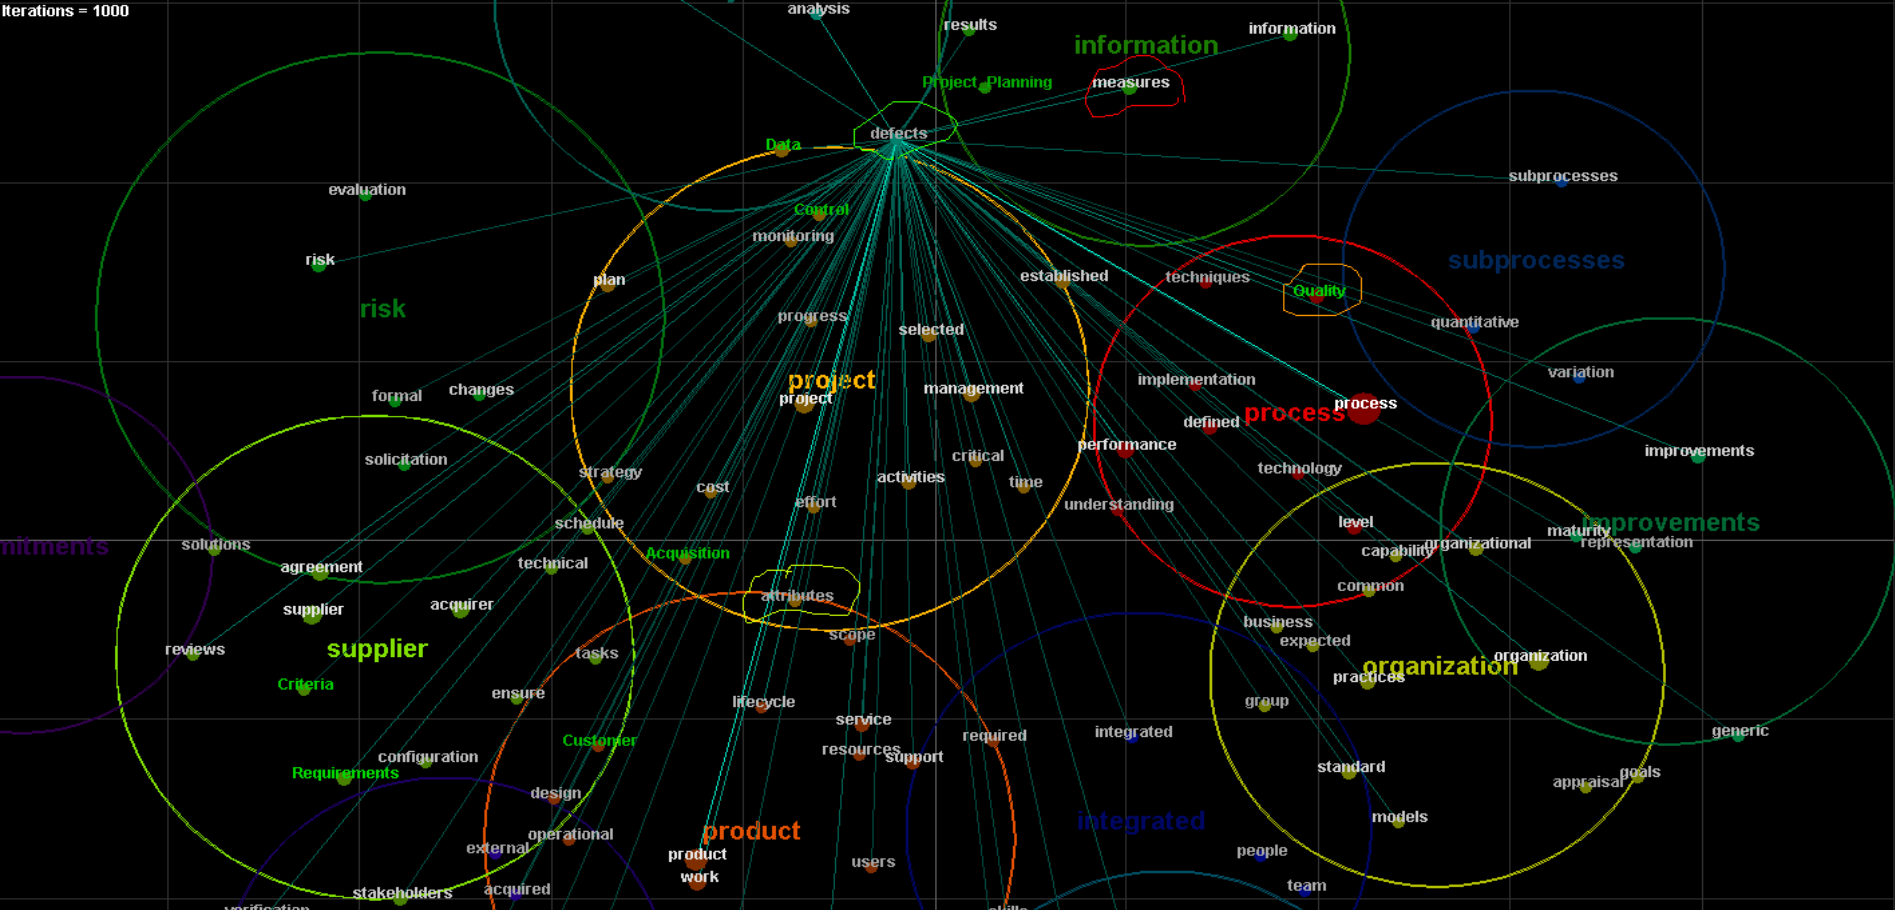 Iterations = 1000
analysis
results
information
information
Project_Planning
measures
defects
Data
subprocesses
evaluation
Control
monitoring
risk
plan
established
techniques
Quality
subprocesses
risk
progress
selected
quantitative
variation
project
project
management
implementation
formal
changes
process
process
defined
performance
improvements
solicitation
strategy
cost
activities
critical
time
technology
effort
understanding
schedule
level
improvements
maturity
representation
mitments
solutions
Acquisition
technical
capability
organizational
agreement
attributes
common
supplier
acquirer
business
scope
expected
reviews
supplier
tasks
organization
organization
practices
Criteria
ensure
lifecycle
group
service
Customer
resources
support
required
integrated
generic
configuration
Requirements
standard
appraisal
goals
design
operational
product
integrated
models
external
product
work
users
people
stakeholders
acquired
team
verification
skills